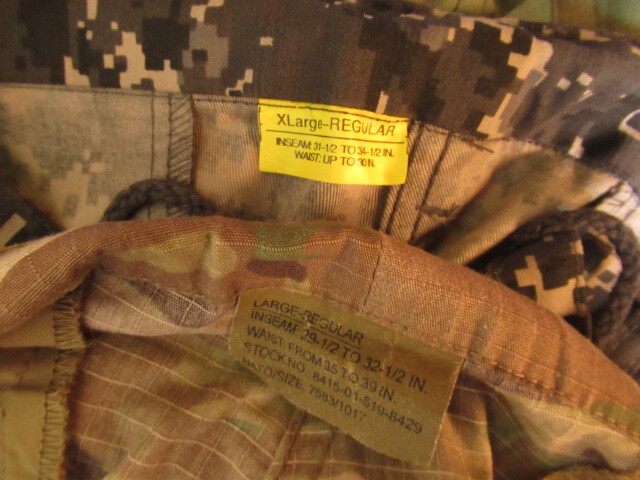 XLarge-REGULAR
INSEAM: 31-1/2 TO 34-1/2 IN.
WAIST: UP TO 30 IN.
LARGE-REGULAR
INSEAM: 29-1/2 TO 32-1/2 IN.
WAIST: FROM 35 TO 39 IN.
STOCK NO. 8415-01-519-8429
NATO/SIZE: 7583/1017